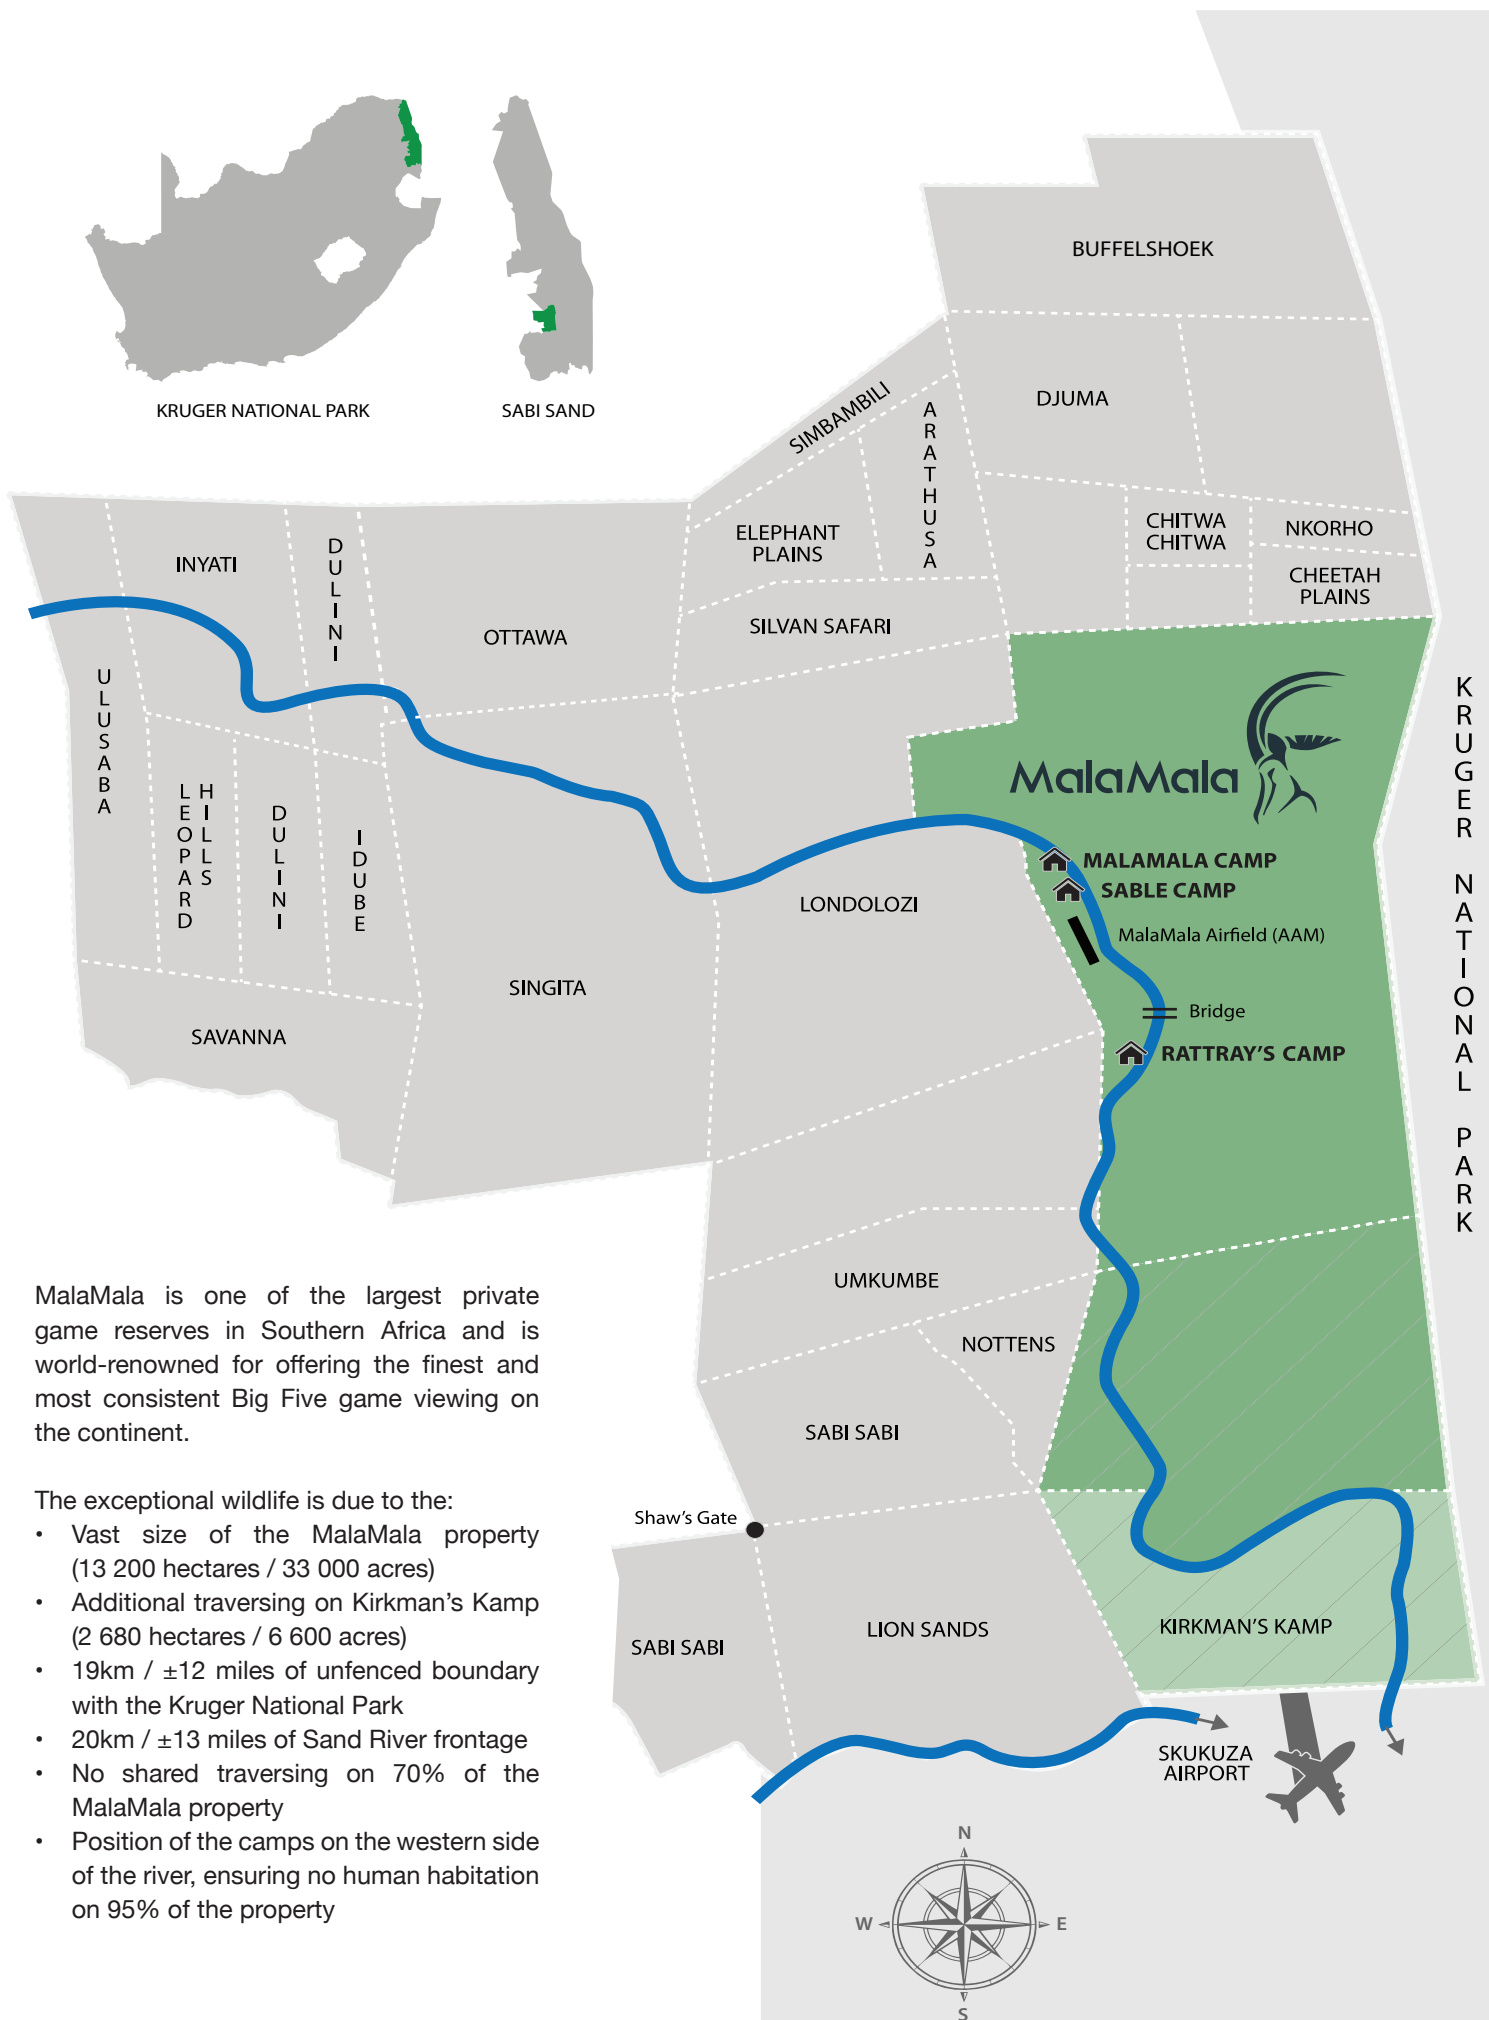 KRUGER NATIONAL PARK
SABI SAND
BUFFELSHOEK
SIMBAMBILI
ARATHUSA
DJUMA
ELEPHANT
PLAINS
CHITWA
CHITWA
NKORHO
CHEETAH
PLAINS
INYATI
DULINI
OTTAWA
SILVAN SAFARI
ULUSABA
LEOPARD
HILLS
DULINI
IDUBE
MalaMala
KRUGER NATIONAL PARK
MALAMALA CAMP
SABLE CAMP
LONDOLOZI
MalaMala Airfield (AAM)
SINGITA
Bridge
SAVANNA
RATTRAY'S CAMP
UMKUMBE
NOTTENS
SABI SABI
Shaw's Gate
LION SANDS
KIRKMAN'S KAMP
SABI SABI
SKUKUZA
AIRPORT
N
W
E
S
MalaMala is one of the largest private
game reserves in Southern Africa and is
world-renowned for offering the finest and
most consistent Big Five game viewing on
the continent.
The exceptional wildlife is due to the:
• Vast size of the MalaMala property
(13 200 hectares / 33 000 acres)
• Additional traversing on Kirkman's Kamp
(2 680 hectares / 6 600 acres)
• 19km / ±12 miles of unfenced boundary
with the Kruger National Park
• 20km / ±13 miles of Sand River frontage
• No shared traversing on 70% of the
MalaMala property
• Position of the camps on the western side
of the river, ensuring no human habitation
on 95% of the property